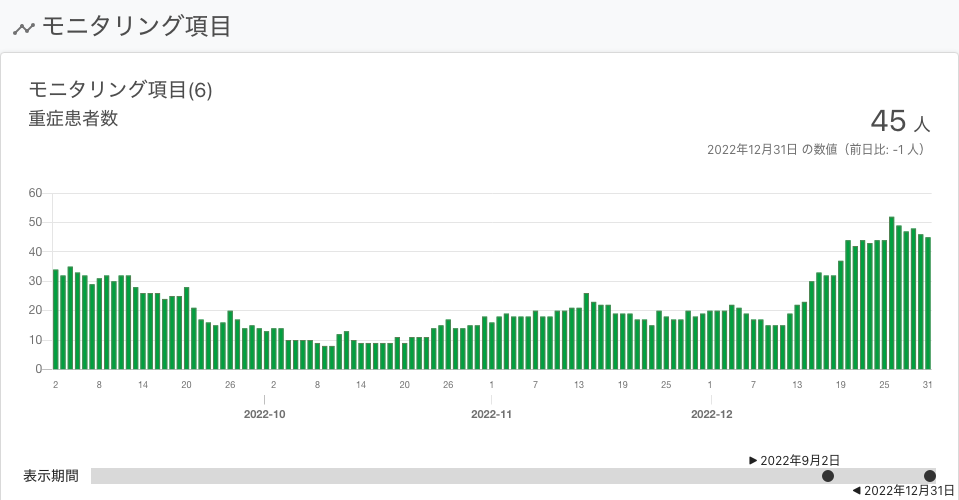 モニタリング項目
モニタリング項目(6)
重症患者数
45 人
2022年12月31日 の数値（前日比: -1 人）
60
50
40
30
20
10
0
2 8 14 20 26 2 8 14 20 26 1 7 13 19 25 1 7 13 19 25 31
2022-10 2022-11 2022-12
▶ 2022年9月2日
表示期間
◀ 2022年12月31日